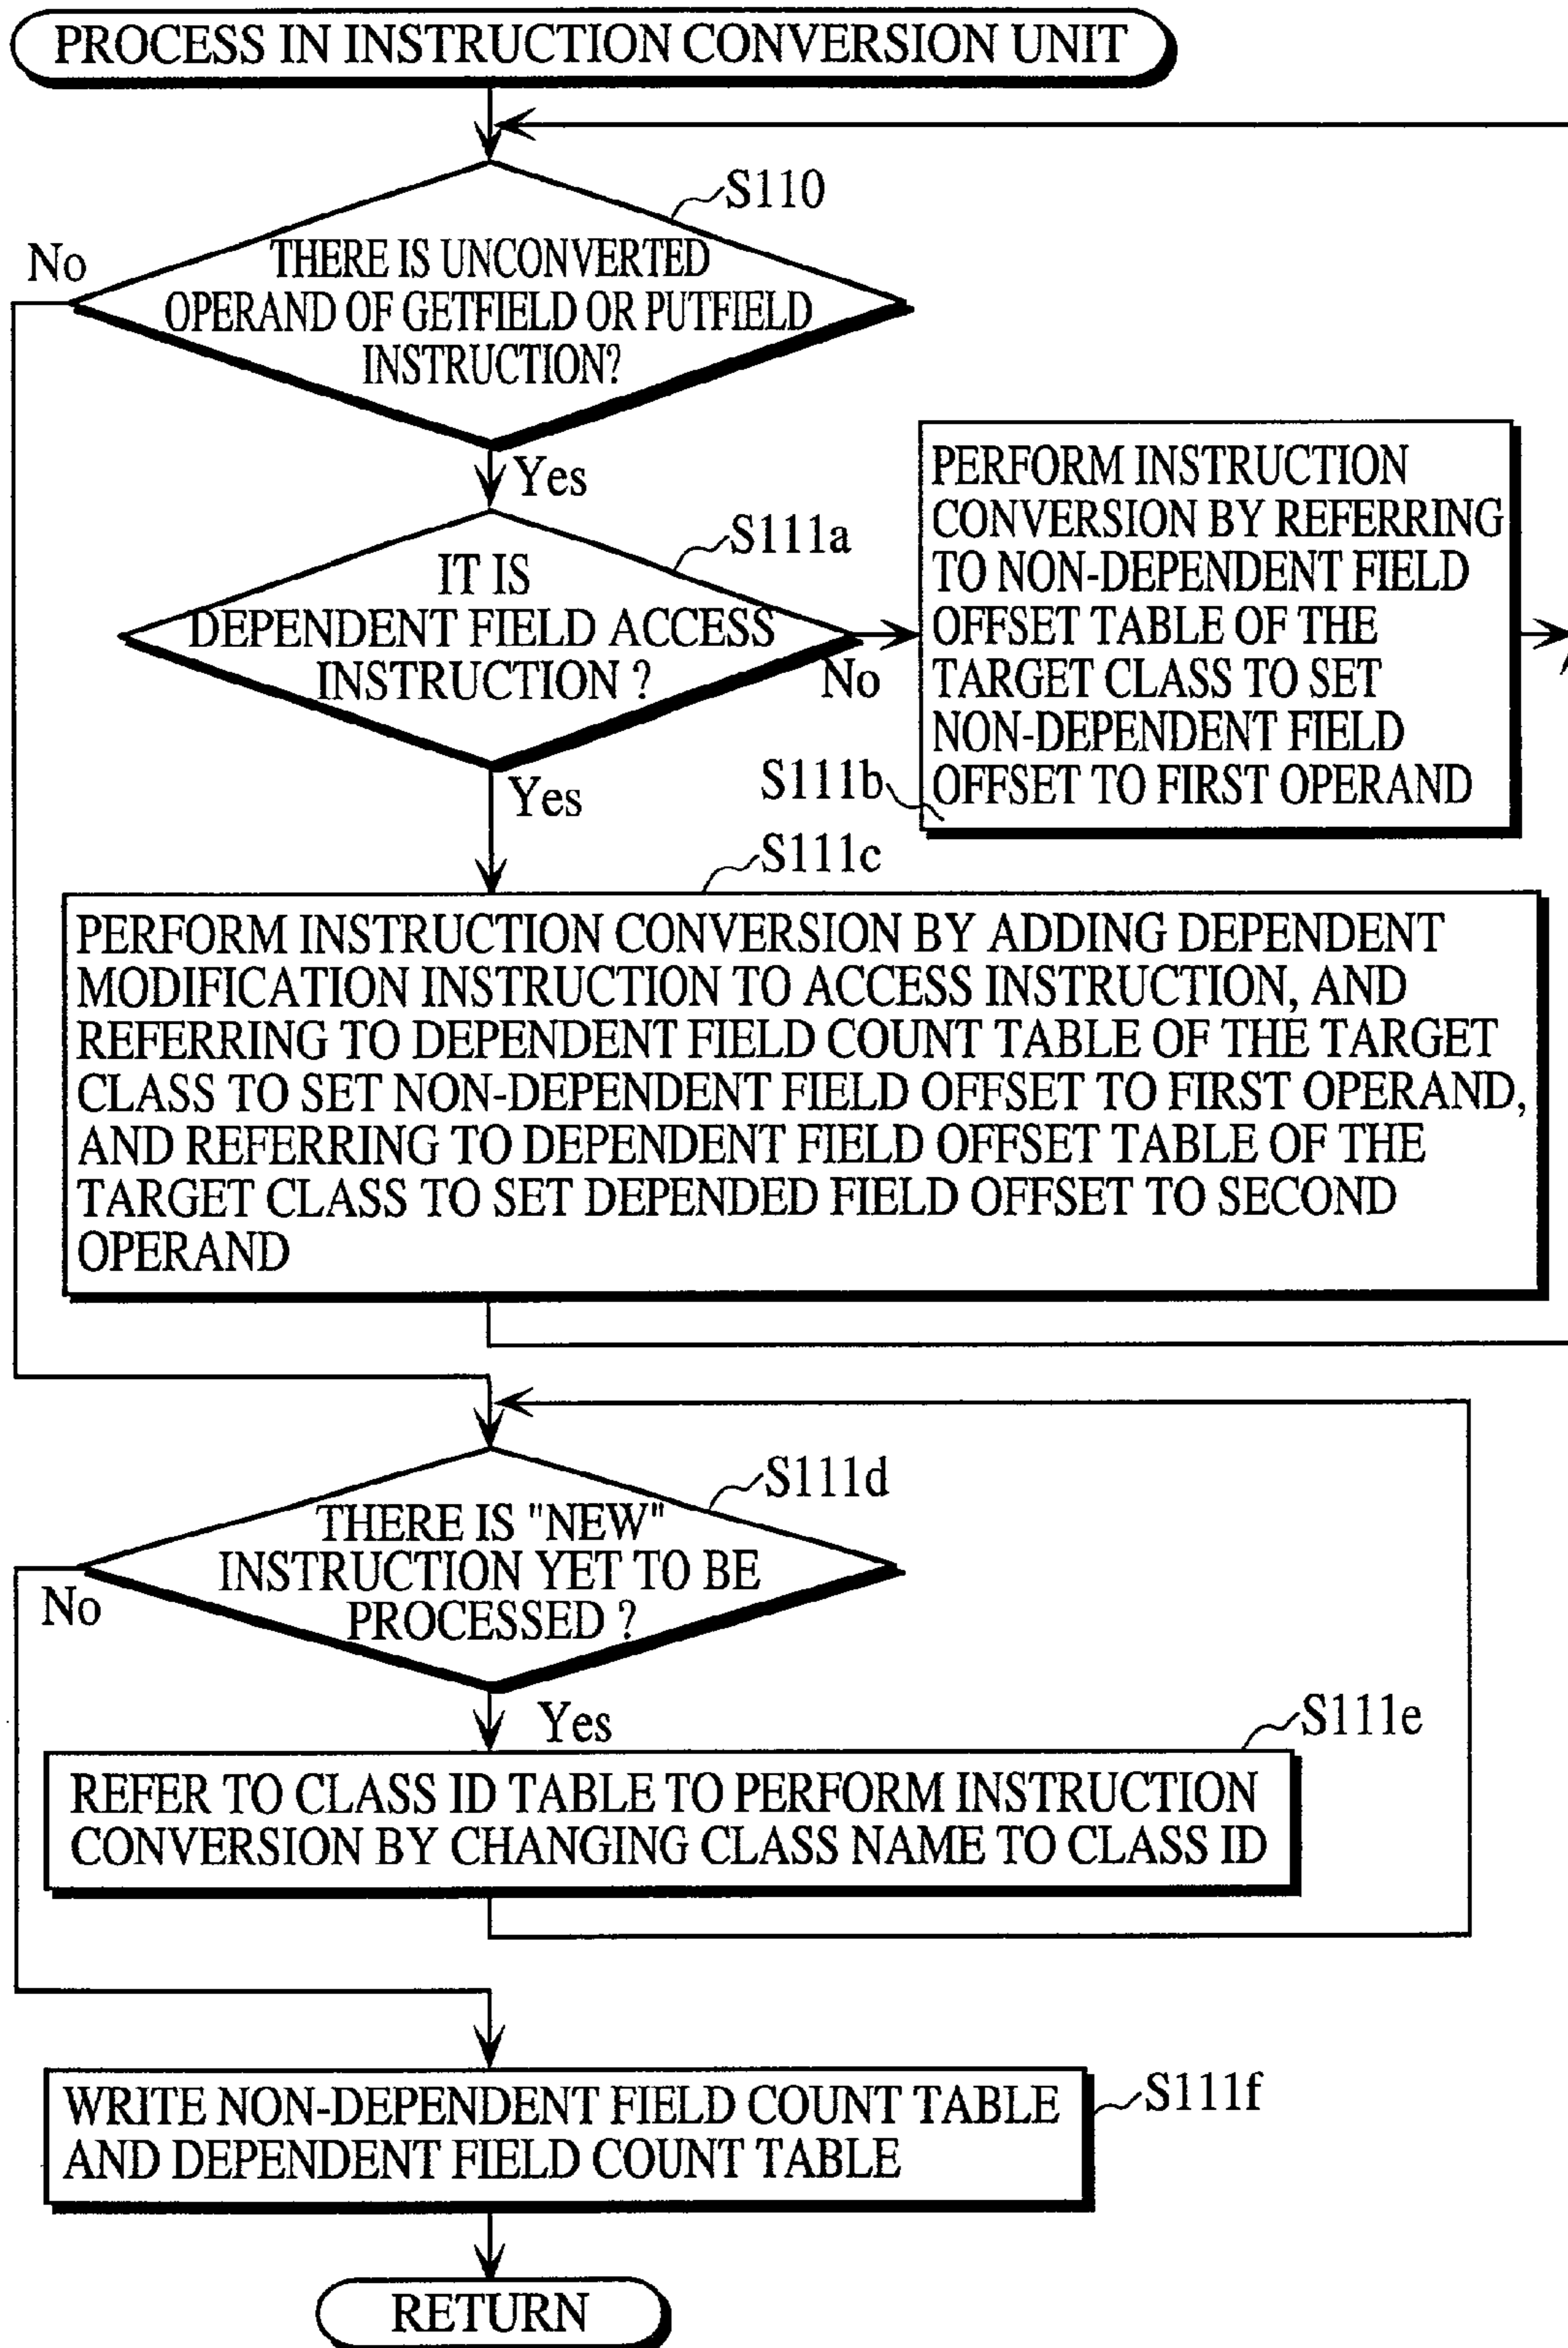 PROCESS IN INSTRUCTION CONVERSION UNIT
S110
No
THERE IS UNCONVERTED
OPERAND OF GETFIELD OR PUTFIELD
INSTRUCTION?
Yes
S111a
IT IS
DEPENDENT FIELD ACCESS
INSTRUCTION ?
No
PERFORM INSTRUCTION
CONVERSION BY REFERRING
TO NON-DEPENDENT FIELD
OFFSET TABLE OF THE
TARGET CLASS TO SET
NON-DEPENDENT FIELD
OFFSET TO FIRST OPERAND
S111b
Yes
S111c
PERFORM INSTRUCTION CONVERSION BY ADDING DEPENDENT
MODIFICATION INSTRUCTION TO ACCESS INSTRUCTION, AND
REFERRING TO DEPENDENT FIELD COUNT TABLE OF THE TARGET
CLASS TO SET NON-DEPENDENT FIELD OFFSET TO FIRST OPERAND,
AND REFERRING TO DEPENDENT FIELD OFFSET TABLE OF THE
TARGET CLASS TO SET DEPENDED FIELD OFFSET TO SECOND
OPERAND
S111d
THERE IS "NEW"
INSTRUCTION YET TO BE
PROCESSED ?
No
Yes
S111e
REFER TO CLASS ID TABLE TO PERFORM INSTRUCTION
CONVERSION BY CHANGING CLASS NAME TO CLASS ID
S111f
WRITE NON-DEPENDENT FIELD COUNT TABLE
AND DEPENDENT FIELD COUNT TABLE
RETURN